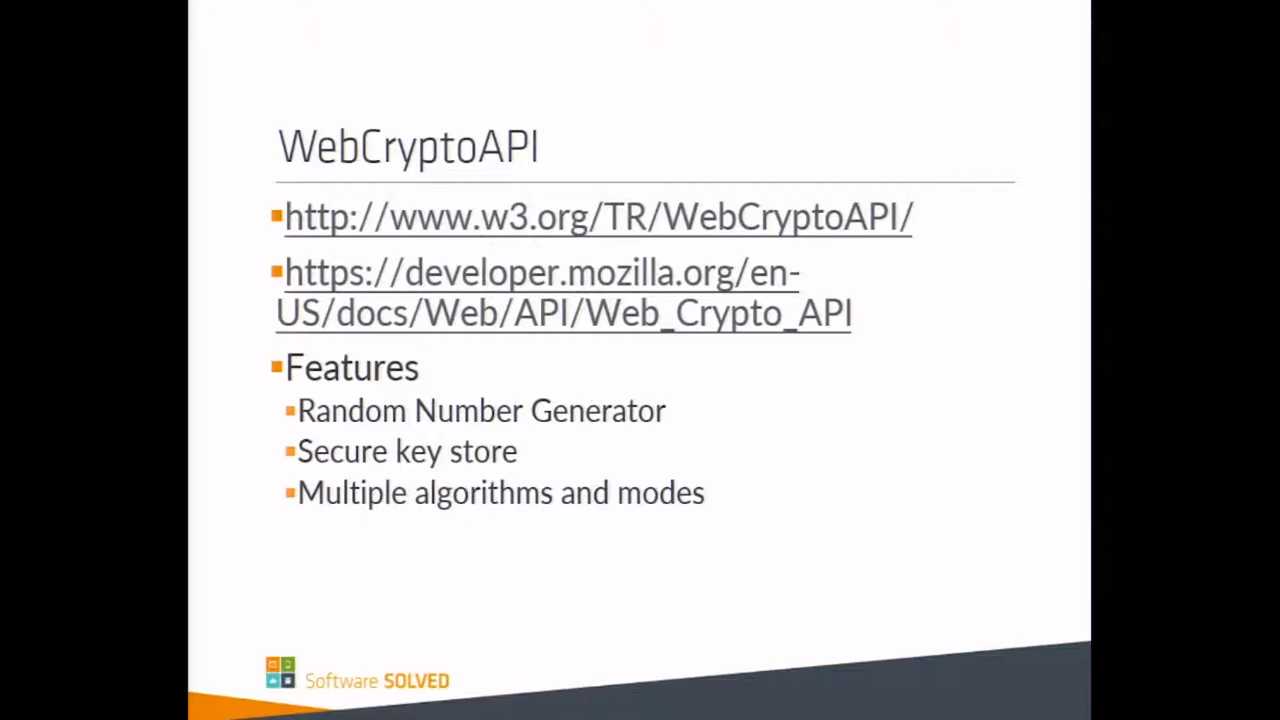 WebCryptoAPI
http://www.w3.org/TR/WebCryptoAPI/
https://developer.mozilla.org/en-
US/docs/Web/API/Web_Crypto_API
Features
Random Number Generator
Secure key store
Multiple algorithms and modes
Software SOLVED